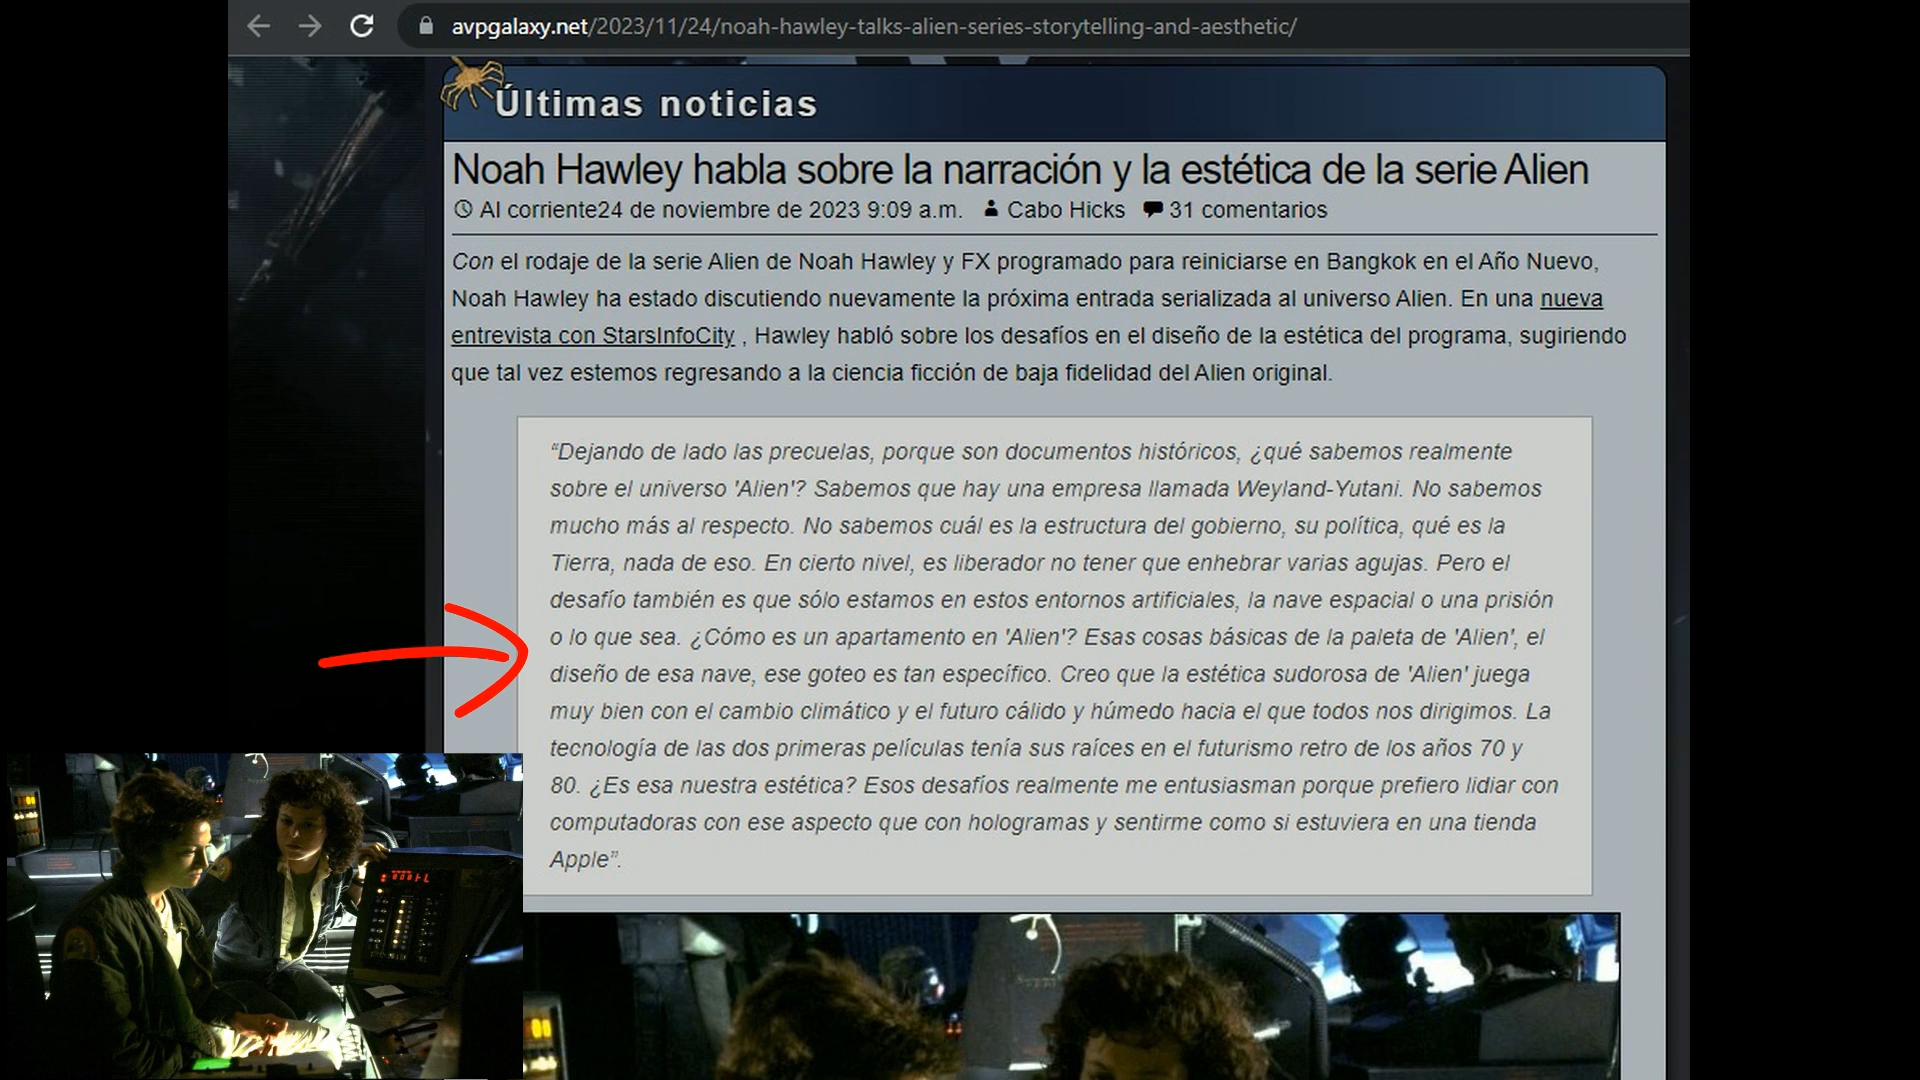 avpgalaxy.net/2023/11/24/noah-hawley-talks-alien-series-storytelling-and-aesthetic/
Últimas noticias
Noah Hawley habla sobre la narración y la estética de la serie Alien
Al corriente24 de noviembre de 2023 9:09 a.m. Cabo Hicks 31 comentarios
Con el rodaje de la serie Alien de Noah Hawley y FX programado para reiniciarse en Bangkok en el Año Nuevo,
Noah Hawley ha estado discutiendo nuevamente la próxima entrada serializada al universo Alien. En una nueva
entrevista con StarsInfoCity , Hawley habló sobre los desafíos en el diseño de la estética del programa, sugiriendo
que tal vez estemos regresando a la ciencia ficción de baja fidelidad del Alien original.
“Dejando de lado las precuelas, porque son documentos históricos, ¿qué sabemos realmente
sobre el universo 'Alien'? Sabemos que hay una empresa llamada Weyland-Yutani. No sabemos
mucho más al respecto. No sabemos cuál es la estructura del gobierno, su política, qué es la
Tierra, nada de eso. En cierto nivel, es liberador no tener que enhebrar varias agujas. Pero el
desafío también es que sólo estamos en estos entornos artificiales, la nave espacial o una prisión
o lo que sea. ¿Cómo es un apartamento en 'Alien'? Esas cosas básicas de la paleta de 'Alien', el
diseño de esa nave, ese goteo es tan específico. Creo que la estética sudorosa de 'Alien' juega
muy bien con el cambio climático y el futuro cálido y húmedo hacia el que todos nos dirigimos. La
tecnología de las dos primeras películas tenía sus raíces en el futurismo retro de los años 70 y
80. ¿Es esa nuestra estética? Esos desafíos realmente me entusiasman porque prefiero lidiar con
computadoras con ese aspecto que con hologramas y sentirme como si estuviera en una tienda
Apple”.